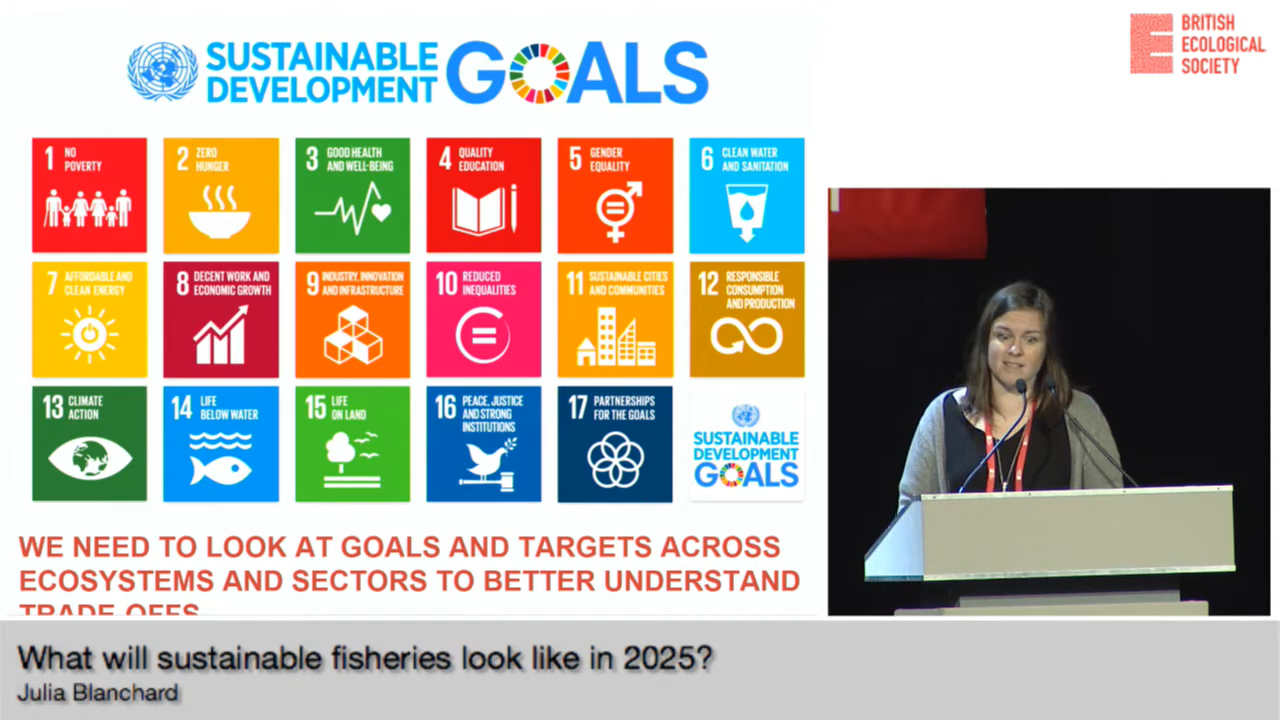 SUSTAINABLE
DEVELOPMENT
GOALS
BRITISH
ECOLOGICAL
SOCIETY
1 NO
POVERTY
2 ZERO
HUNGER
3 GOOD HEALTH
AND WELL-BEING
4 QUALITY
EDUCATION
5 GENDER
EQUALITY
6 CLEAN WATER
AND SANITATION
7 AFFORDABLE AND
CLEAN ENERGY
8 DECENT WORK AND
ECONOMIC GROWTH
9 INDUSTRY, INNOVATION
AND INFRASTRUCTURE
10 REDUCED
INEQUALITIES
11 SUSTAINABLE CITIES
AND COMMUNITIES
12 RESPONSIBLE
CONSUMPTION
AND PRODUCTION
13 CLIMATE
ACTION
14 LIFE
BELOW WATER
15 LIFE
ON LAND
16 PEACE, JUSTICE
AND STRONG
INSTITUTIONS
17 PARTNERSHIPS
FOR THE GOALS
SUSTAINABLE
DEVELOPMENT
GOALS
WE NEED TO LOOK AT GOALS AND TARGETS ACROSS
ECOSYSTEMS AND SECTORS TO BETTER UNDERSTAND
TRADE-OFFS
What will sustainable fisheries look like in 2025?
Julia Blanchard